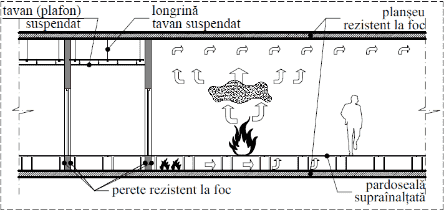 tavan (plafon)
suspendat
longrină
tavan suspendat
planșeu
rezistent la foc
perete rezistent la foc
pardoseală
supraînălțată